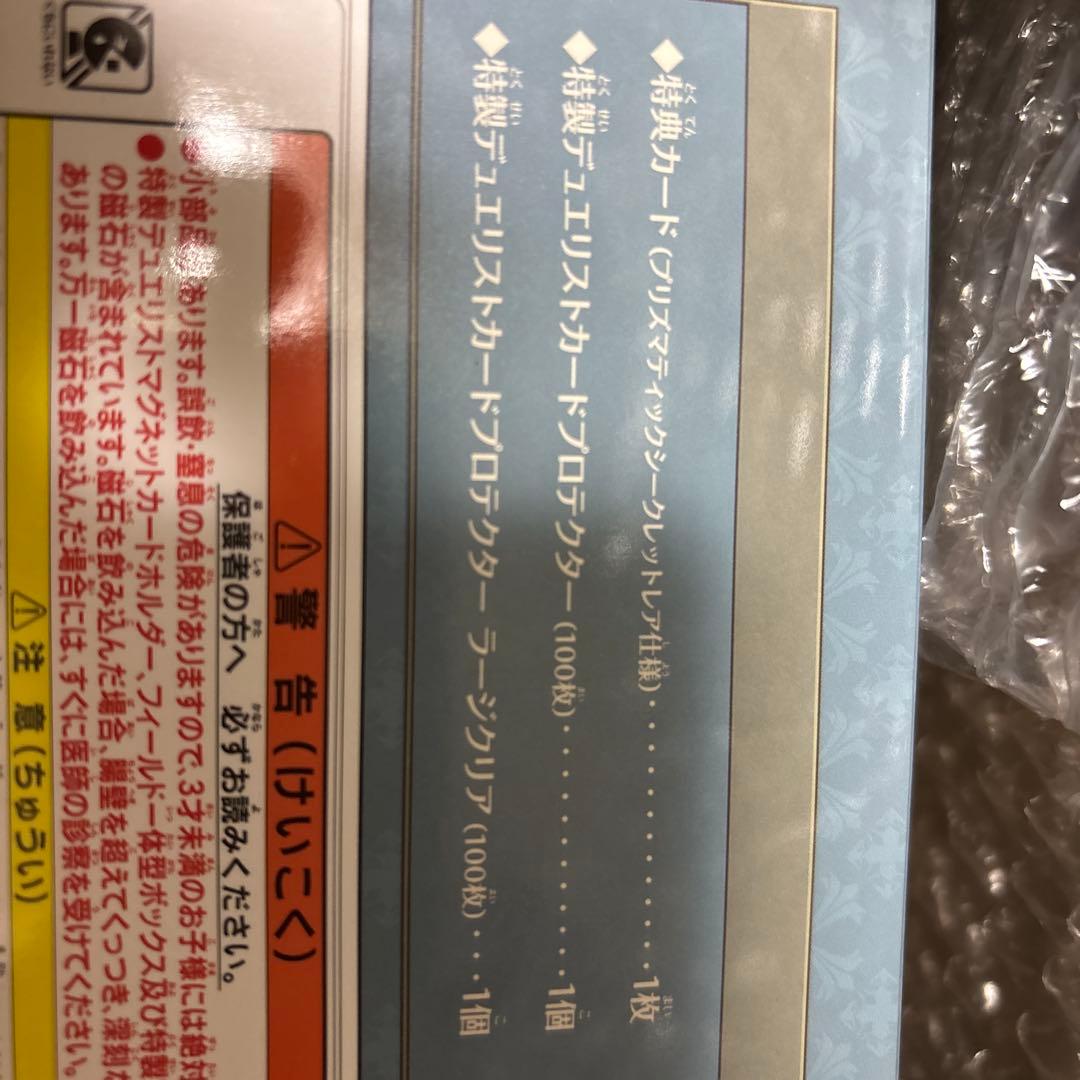 ◆特典カード(プリズマティックシークレットレア仕様)・・・・・・・・・・・・・1枚
◆特製デュエリストカードプロテクター(100枚)・・・・・・・・・・・・1個
◆特製デュエリストカードプロテクター ラージクリア(100枚)・・・1個
⚠警告(けいこく)
保護者の方へ 必ずお読みください。
●小部品があります。誤飲・窒息の危険がありますので、3才未満のお子様には絶対
●特製デュエリストマグネットカードホルダー、フィールド一体型ボックス及び特製
の磁石が含まれています。磁石を飲み込んだ場合、腸壁を超えてくっつき、深刻な
あります。万一磁石を飲み込んだ場合には、すぐに医師の診察を受けてください。
⚠注意(ちゅうい)